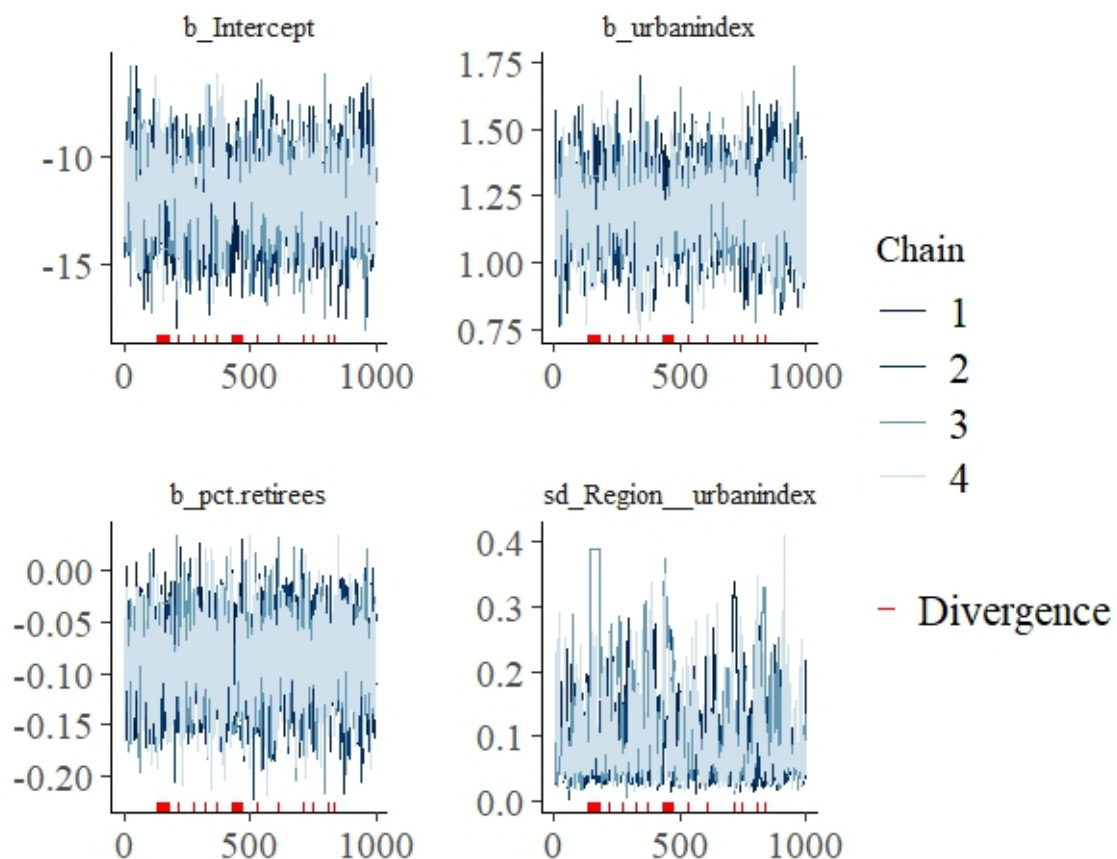 b_Intercept
b_urbanindex
-10
-15
0 500 1000
1.75
1.50
1.25
1.00
0.75
0 500 1000
b_pct.retirees
sd_Region__urbanindex
0.00
-0.05
-0.10
-0.15
-0.20
0 500 1000
0.4
0.3
0.2
0.1
0.0
0 500 1000
Chain
1
2
3
4
Divergence